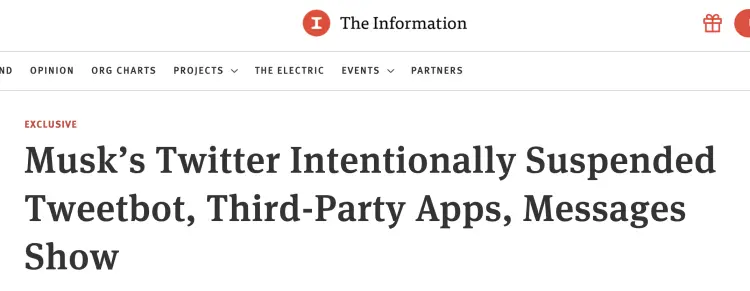 The Information
ND OPINION ORG CHARTS PROJECTS THE ELECTRIC EVENTS PARTNERS
EXCLUSIVE
Musk’s Twitter Intentionally Suspended
Tweetbot, Third-Party Apps, Messages
Show